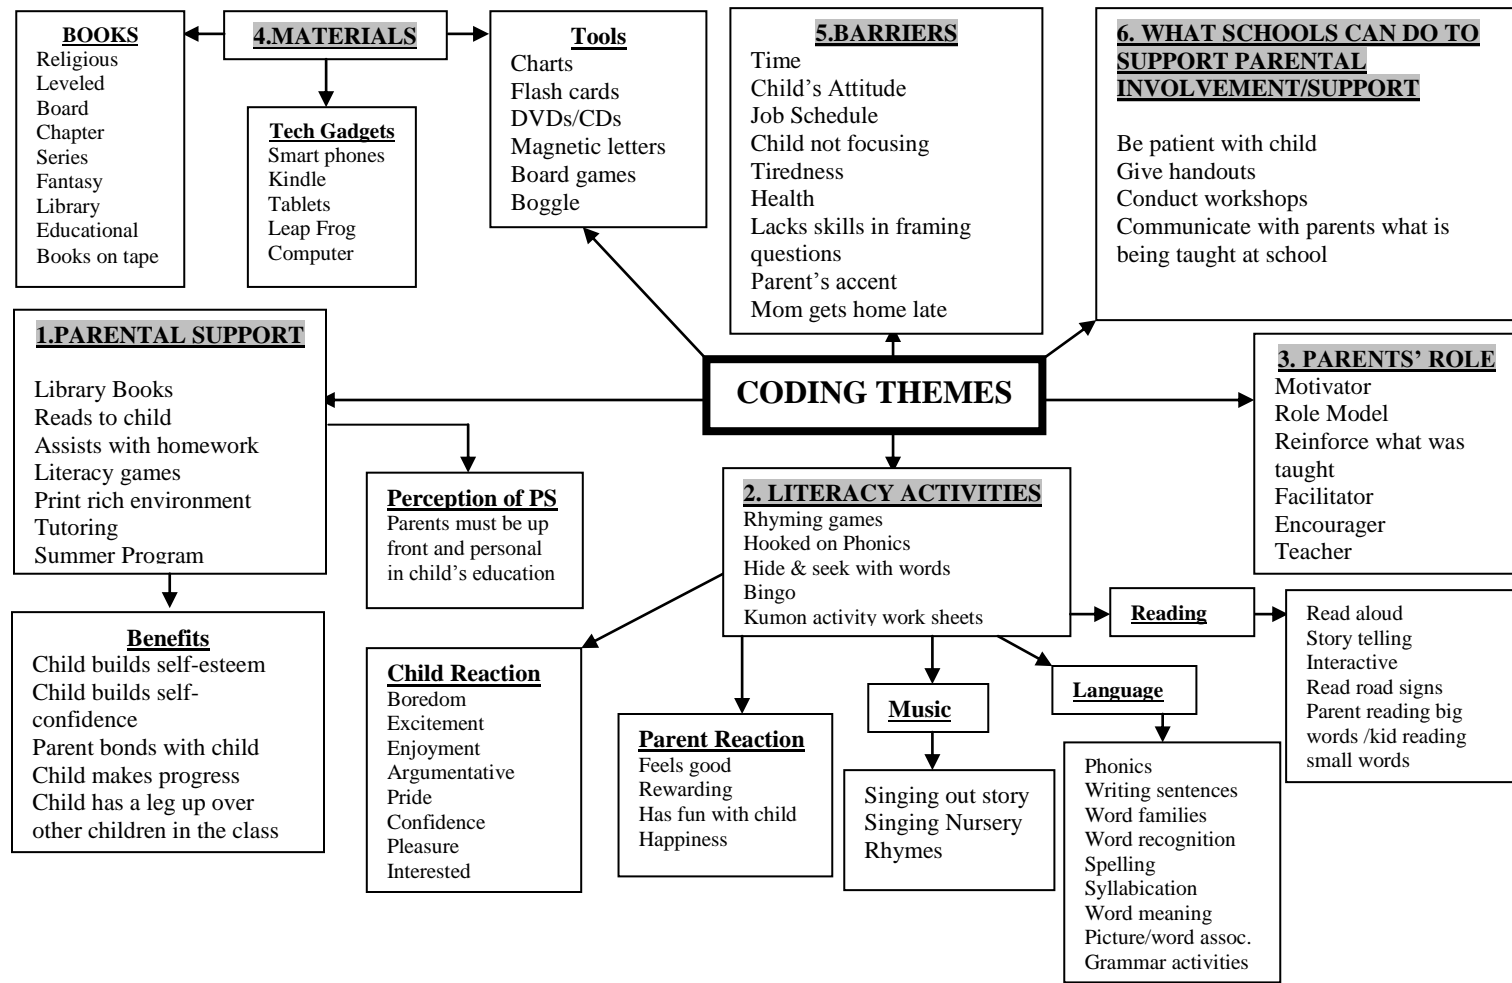 BOOKS
Religious
Leveled
Board
Chapter
Series
Fantasy
Library
Educational
Books on tape
4.MATERIALS
Tech Gadgets
Smart phones
Kindle
Tablets
Leap Frog
Computer
Tools
Charts
Flash cards
DVDs/CDs
Magnetic letters
Board games
Boggle
5.BARRIERS
Time
Child’s Attitude
Job Schedule
Child not focusing
Tiredness
Health
Lacks skills in framing
questions
Parent’s accent
Mom gets home late
6. WHAT SCHOOLS CAN DO TO
SUPPORT PARENTAL
INVOLVEMENT/SUPPORT
Be patient with child
Give handouts
Conduct workshops
Communicate with parents what is
being taught at school
1.PARENTAL SUPPORT
Library Books
Reads to child
Assists with homework
Literacy games
Print rich environment
Tutoring
Summer Program
CODING THEMES
3. PARENTS’ ROLE
Motivator
Role Model
Reinforce what was
taught
Facilitator
Encourager
Teacher
Perception of PS
Parents must be up
front and personal
in child’s education
2. LITERACY ACTIVITIES
Rhyming games
Hooked on Phonics
Hide & seek with words
Bingo
Kumon activity work sheets
Benefits
Child builds self-esteem
Child builds self-
confidence
Parent bonds with child
Child makes progress
Child has a leg up over
other children in the class
Child Reaction
Boredom
Excitement
Enjoyment
Argumentative
Pride
Confidence
Pleasure
Interested
Parent Reaction
Feels good
Rewarding
Has fun with child
Happiness
Music
Singing out story
Singing Nursery
Rhymes
Language
Phonics
Writing sentences
Word families
Word recognition
Spelling
Syllabication
Word meaning
Picture/word assoc.
Grammar activities
Reading
Read aloud
Story telling
Interactive
Read road signs
Parent reading big
words /kid reading
small words